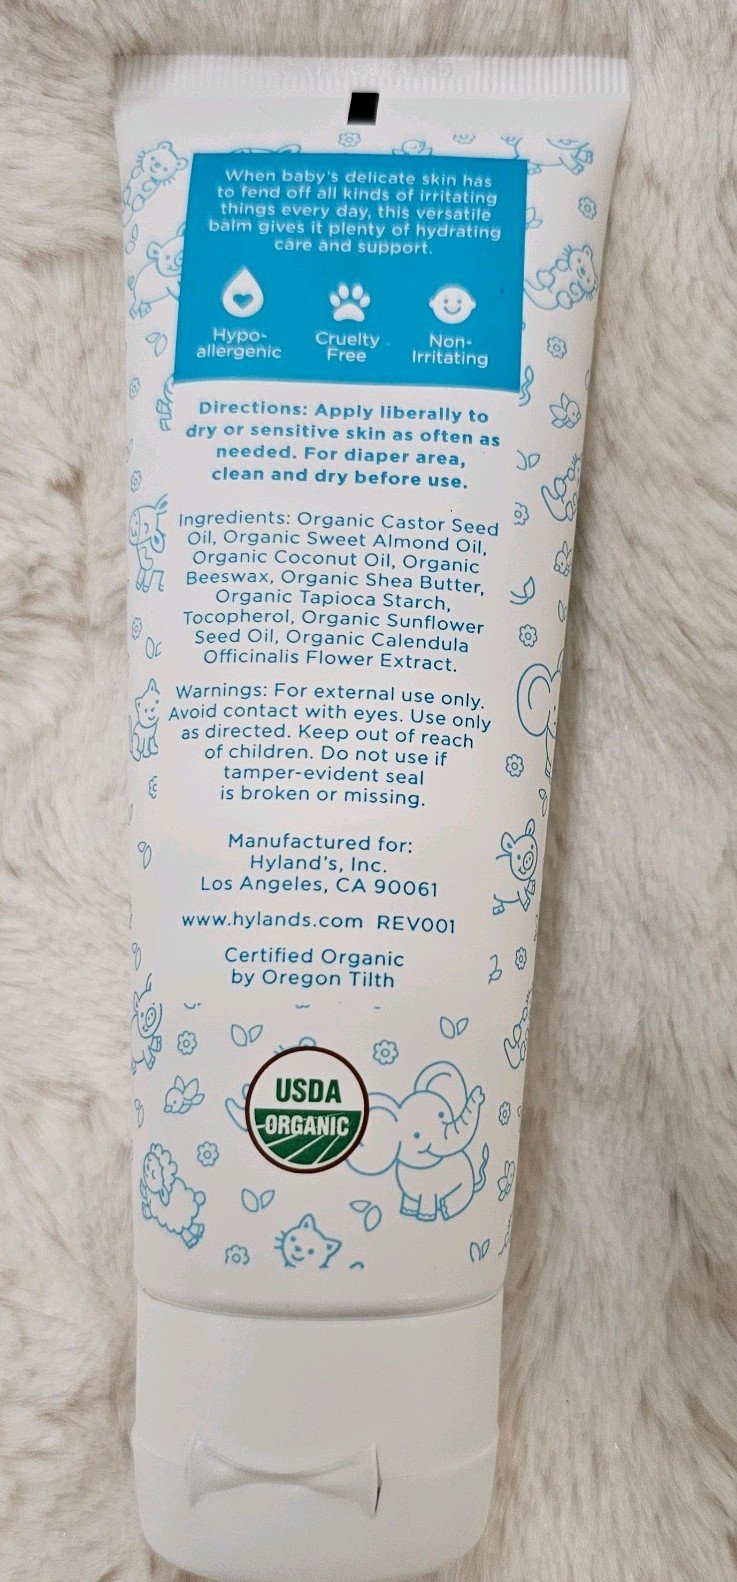 When baby's delicate skin has
to fend off all kinds of irritating
things every day, this versatile
balm gives it plenty of hydrating
care and support.
Hypo-
allergenic
Cruelty
Free
Non-
Irritating
Directions: Apply liberally to
dry or sensitive skin as often as
needed. For diaper area,
clean and dry before use.
Ingredients: Organic Castor Seed
Oil, Organic Sweet Almond Oil,
Organic Coconut Oil, Organic
Beeswax, Organic Shea Butter,
Organic Tapioca Starch,
Tocopherol, Organic Sunflower
Seed Oil, Organic Calendula
Officinalis Flower Extract.
Warnings: For external use only.
Avoid contact with eyes. Use only
as directed. Keep out of reach
of children. Do not use if
tamper-evident seal
is broken or missing.
Manufactured for:
Hyland's, Inc.
Los Angeles, CA 90061
www.hylands.com REV001
Certified Organic
by Oregon Tilth
USDA
ORGANIC